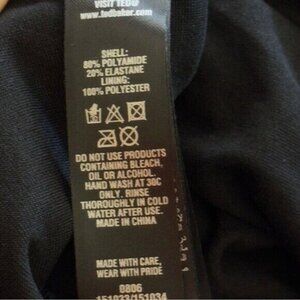 VISIT TED@
www.tedbaker.com
SHELL:
80% POLYAMIDE
20% ELASTANE
LINING:
100% POLYESTER
DO NOT USE PRODUCTS
CONTAINING BLEACH,
OIL OR ALCOHOL.
HAND WASH AT 30C
ONLY. RINSE
THOROUGHLY IN COLD
WATER AFTER USE.
MADE IN CHINA
MADE WITH CARE,
WEAR WITH PRIDE
0806
151033/151034